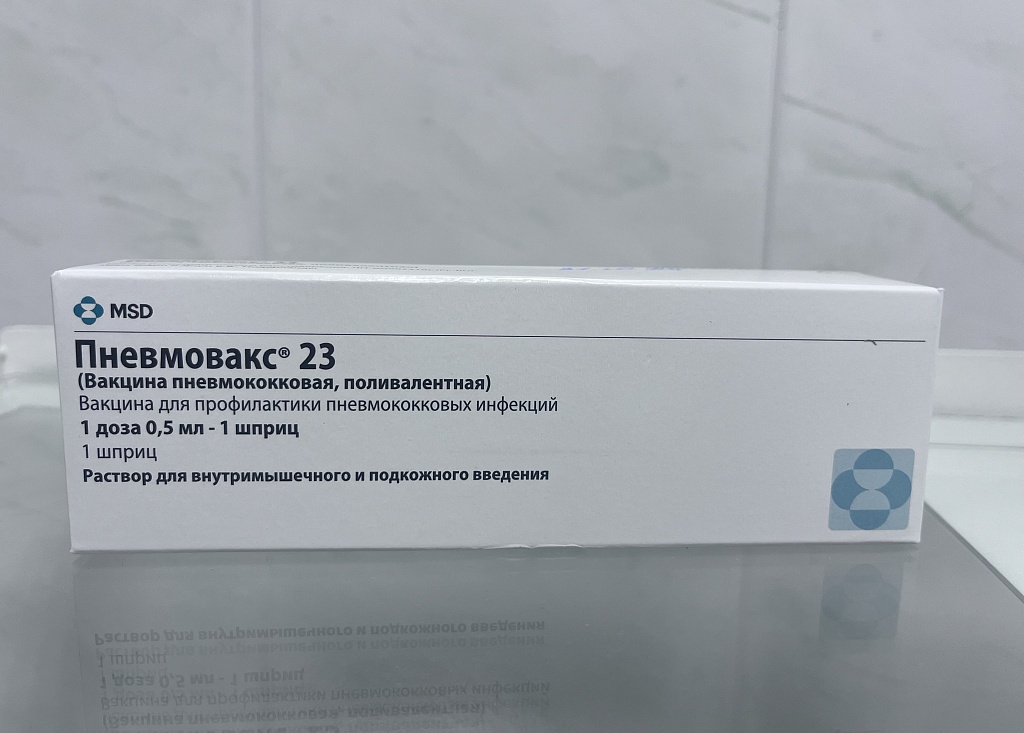 MSD
Пневмовакс® 23
(Вакцина пневмококковая, поливалентная)
Вакцина для профилактики пневмококковых инфекций
1 доза 0,5 мл - 1 шприц
1 шприц
Раствор для внутримышечного и подкожного введения